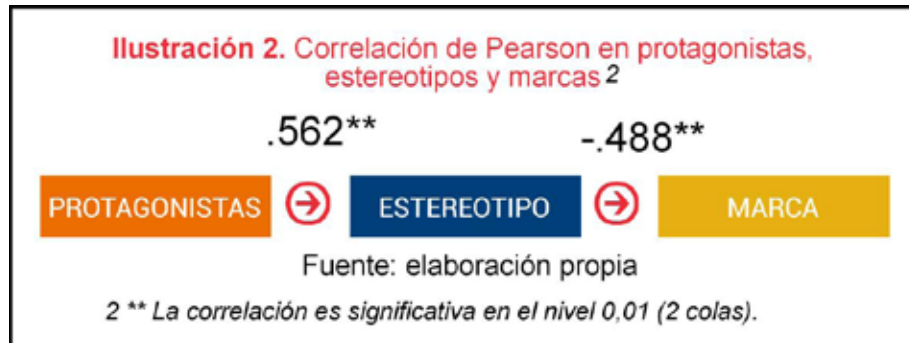 Ilustración 2. Correlación de Pearson en protagonistas,
estereotipos y marcas 2
.562** -.488**
PROTAGONISTAS ESTEREOTIPO MARCA
Fuente: elaboración propia
2 ** La correlación es significativa en el nivel 0,01 (2 colas).